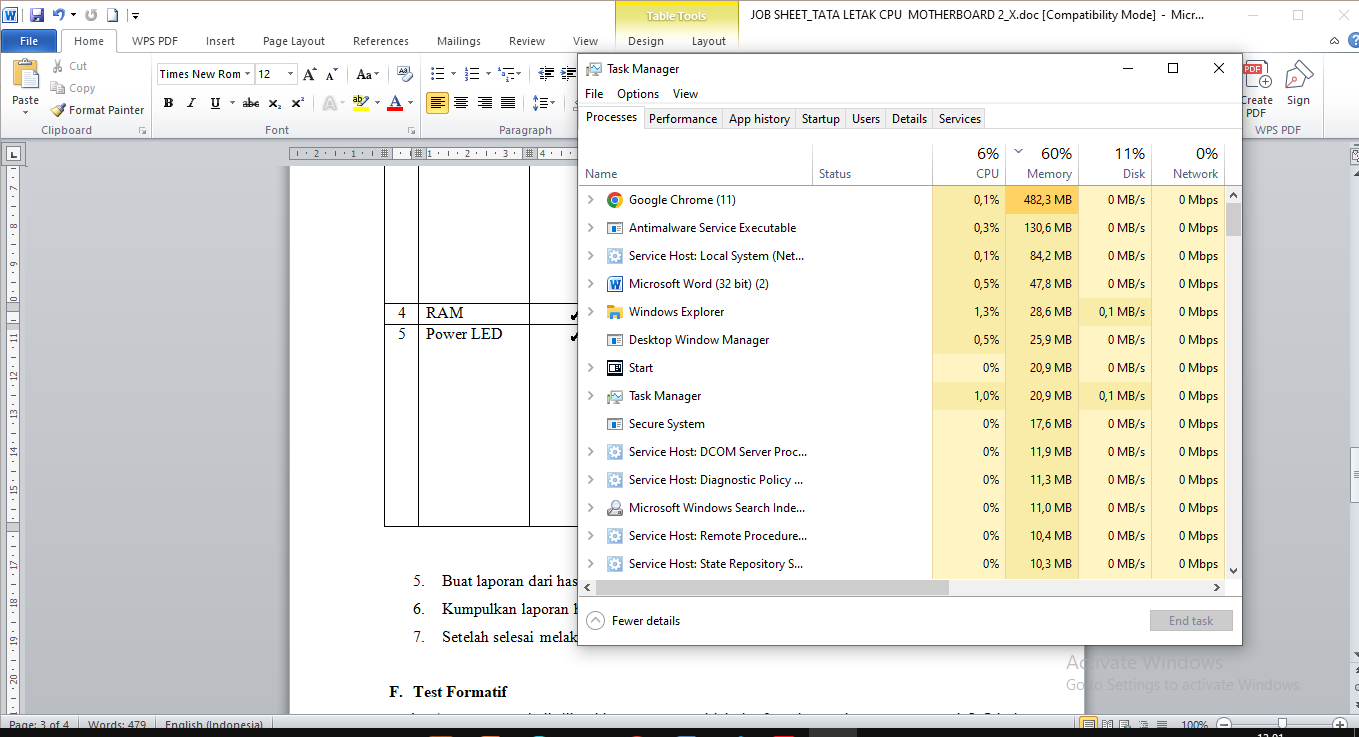 JOB SHEET_TATA LETAK CPU MOTHERBOARD 2_X.doc [Compatibility Mode] - Micr...
Table Tools
File Home WPS PDF Insert Page Layout References Mailings Review View Design Layout
Paste
Cut
Copy
Format Painter
Clipboard
Times New Rom 12
B I U abc x₂ x²
Font
Paragraph
Create PDF
Sign
WPS PDF
4 RAM
5 Power LED
5. Buat laporan dari has
6. Kumpulkan laporan h
7. Setelah selesai melak
F. Test Formatif
Task Manager
File Options View
Processes Performance App history Startup Users Details Services
6% 60% 11% 0%
Name Status CPU Memory Disk Network
Google Chrome (11) 0,1% 482,3 MB 0 MB/s 0 Mbps
Antimalware Service Executable 0,3% 130,6 MB 0 MB/s 0 Mbps
Service Host: Local System (Net... 0,1% 84,2 MB 0 MB/s 0 Mbps
Microsoft Word (32 bit) (2) 0,5% 47,8 MB 0 MB/s 0 Mbps
Windows Explorer 1,3% 28,6 MB 0,1 MB/s 0 Mbps
Desktop Window Manager 0,5% 25,9 MB 0 MB/s 0 Mbps
Start 0% 20,9 MB 0 MB/s 0 Mbps
Task Manager 1,0% 20,9 MB 0,1 MB/s 0 Mbps
Secure System 0% 17,6 MB 0 MB/s 0 Mbps
Service Host: DCOM Server Proc... 0% 11,9 MB 0 MB/s 0 Mbps
Service Host: Diagnostic Policy ... 0% 11,3 MB 0 MB/s 0 Mbps
Microsoft Windows Search Inde... 0% 11,0 MB 0 MB/s 0 Mbps
Service Host: Remote Procedure... 0% 10,4 MB 0 MB/s 0 Mbps
Service Host: State Repository S... 0% 10,3 MB 0 MB/s 0 Mbps
Fewer details End task
Activate Windows
Go to Settings to activate Windows.
Page: 3 of 4 Words: 479 English (Indonesia) 100%